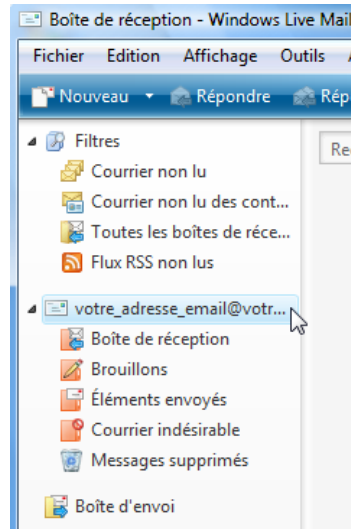 Boîte de réception - Windows Live Mail
Fichier Edition Affichage Outils
Nouveau Répondre Rép
Filtres
Re
Courrier non lu
Courrier non lu des cont...
Toutes les boîtes de réce...
Flux RSS non lus
votre_adresse_email@votr...
Boîte de réception
Brouillons
Éléments envoyés
Courrier indésirable
Messages supprimés
Boîte d'envoi